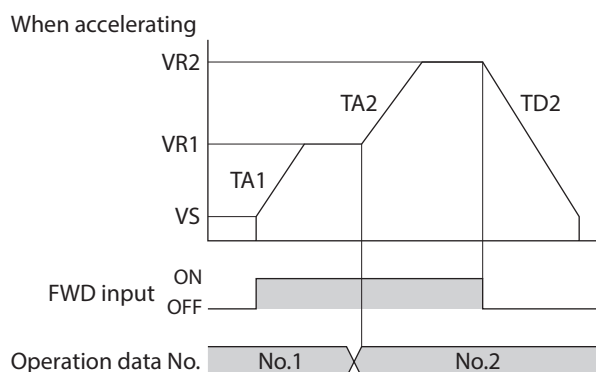 When accelerating
VR2
TA2
TD2
VR1
TA1
VS
ON
FWD input
OFF
Operation data No. No.1 No.2